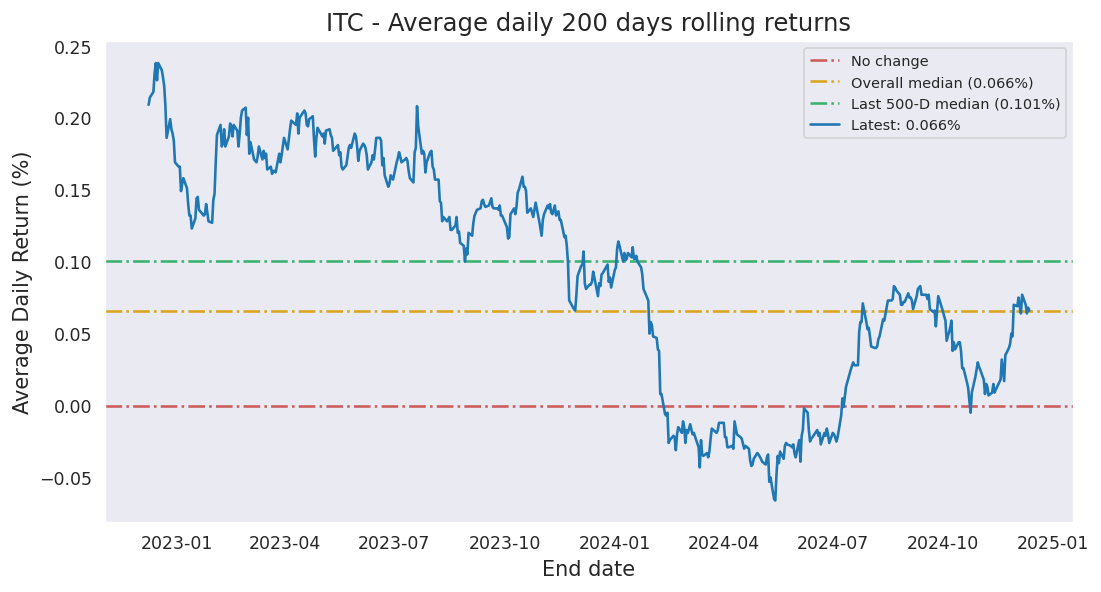 ITC - Average daily 200 days rolling returns
No change
Overall median (0.066%)
Last 500-D median (0.101%)
Latest: 0.066%
Average Daily Return (%)
0.25
0.20
0.15
0.10
0.05
0.00
−0.05
2023-01 2023-04 2023-07 2023-10 2024-01 2024-04 2024-07 2024-10 2025-01
End date